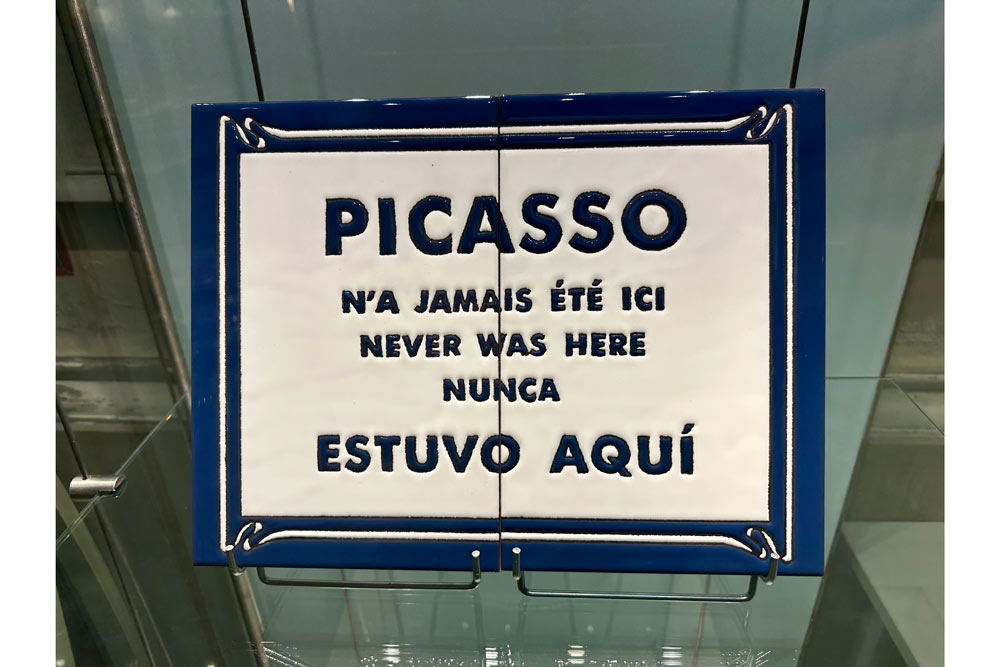 PICASSO
N'A JAMAIS ÉTÉ ICI
NEVER WAS HERE
NUNCA
ESTUVO AQUÍ